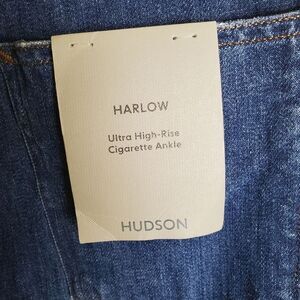 HARLOW
Ultra High-Rise
Cigarette Ankle
HUDSON